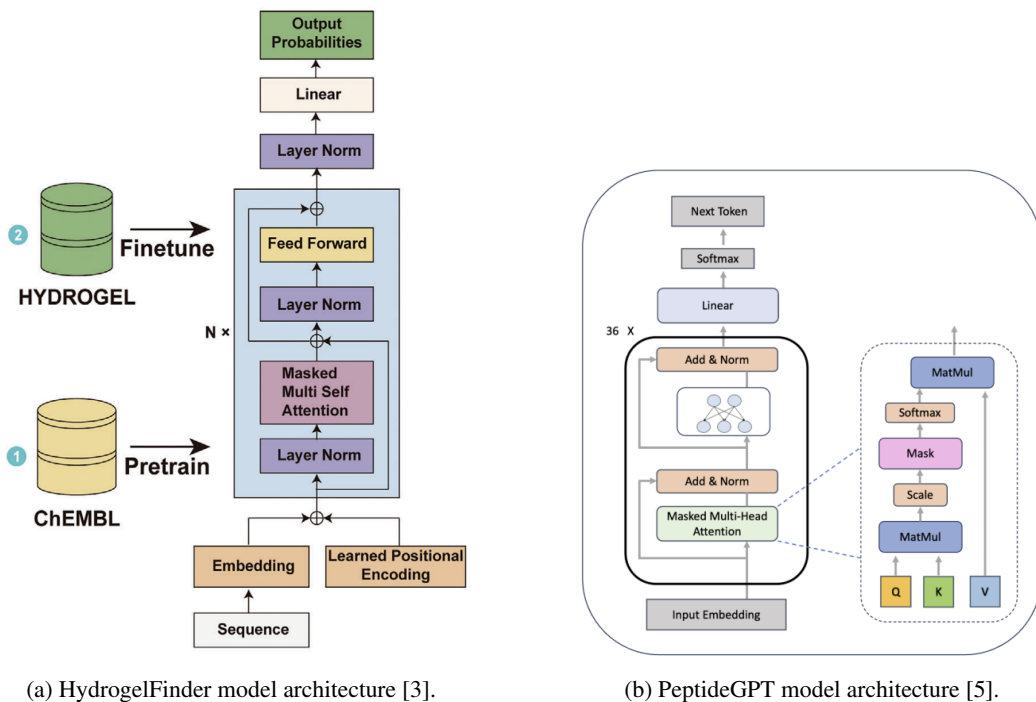 Output
Probabilities
Linear
Layer Norm
Feed Forward
Layer Norm
N ×
Masked
Multi Self
Attention
Layer Norm
2
Finetune
HYDROGEL
1
Pretrain
ChEMBL
Embedding
Learned Positional
Encoding
Sequence
(a) HydrogelFinder model architecture [3].
Next Token
Softmax
Linear
36 X
Add & Norm
Add & Norm
Masked Multi-Head
Attention
Input Embedding
MatMul
Softmax
Mask
Scale
MatMul
Q
K
V
(b) PeptideGPT model architecture [5].